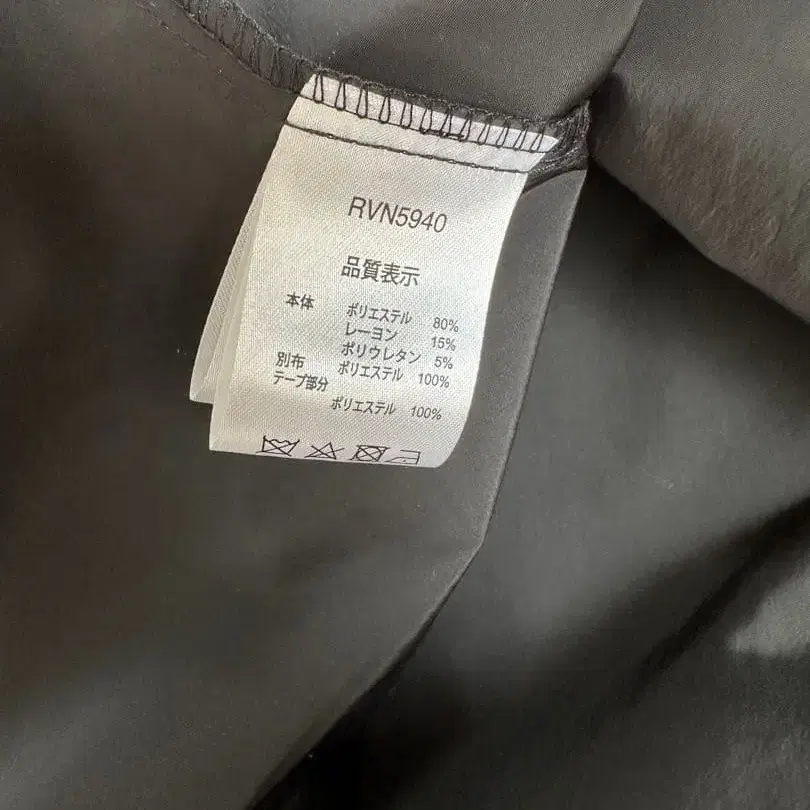 RVN5940
品質表示
本体 ポリエステル 80%
レーヨン 15%
ポリウレタン 5%
別布 ポリエステル 100%
テープ部分
ポリエステル 100%